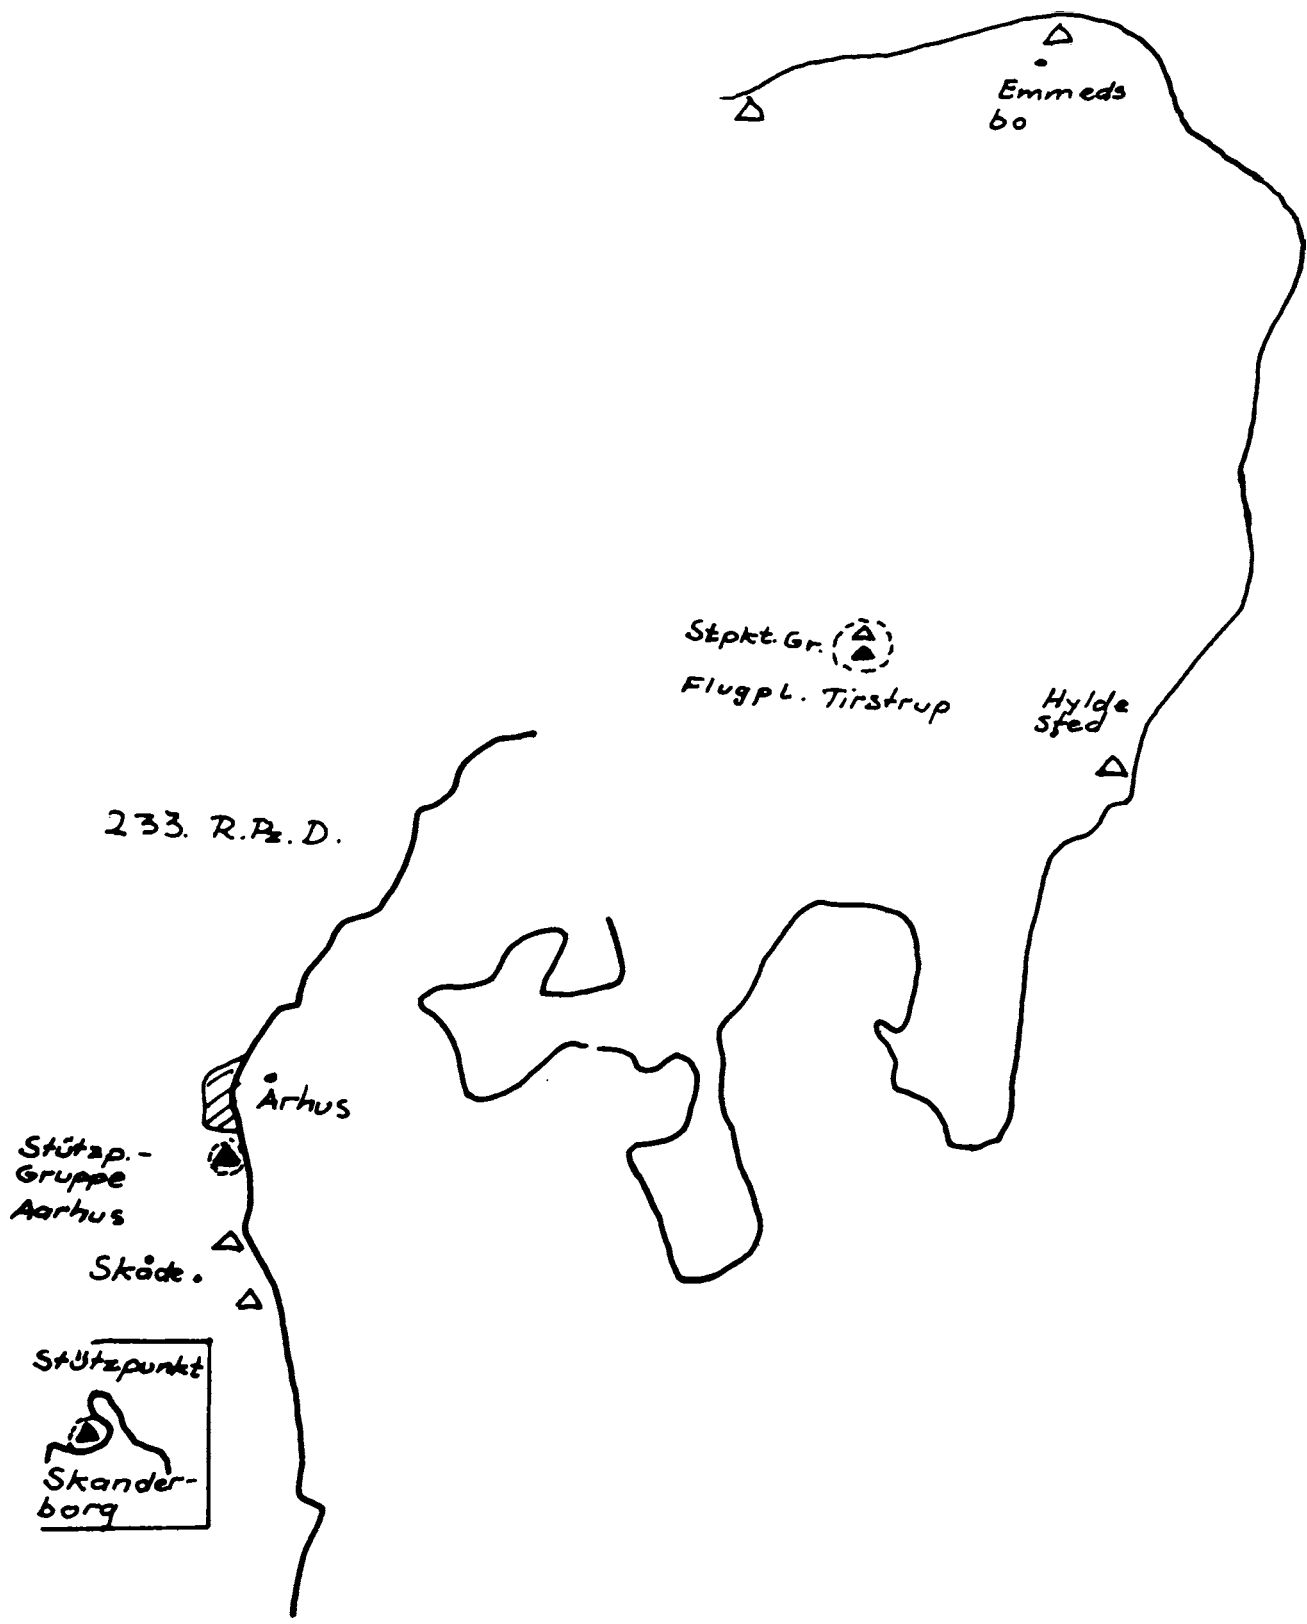 Emmeds
bo
Stpkt. Gr.
Flugpl. Tirstrup
Hylde
sted
233. R.Pz.D.
Århus
Stützp.-
Gruppe
Aarhus
Skåde.
Stützpunkt
Skander-
borg